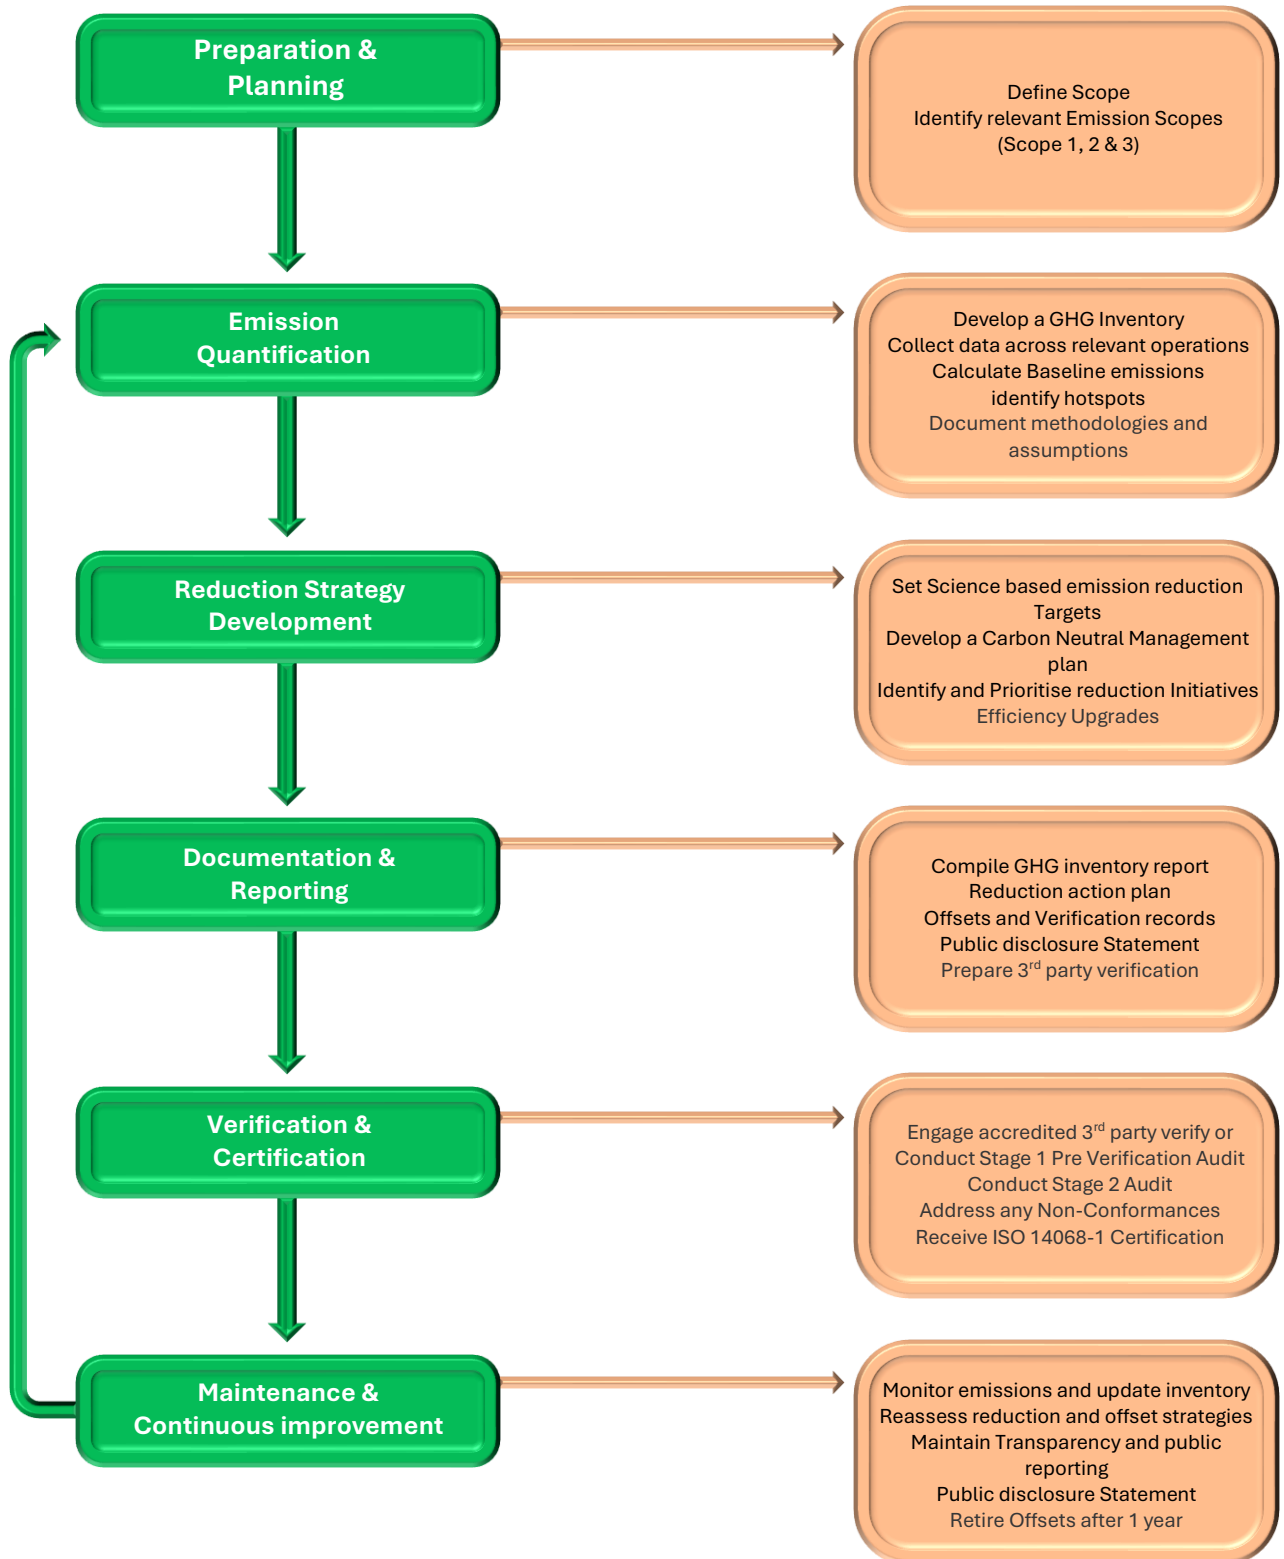 Preparation &
Planning
Define Scope
Identify relevant Emission Scopes
(Scope 1, 2 & 3)
Emission
Quantification
Develop a GHG Inventory
Collect data across relevant operations
Calculate Baseline emissions
identify hotspots
Document methodologies and
assumptions
Reduction Strategy
Development
Set Science based emission reduction
Targets
Develop a Carbon Neutral Management
plan
Identify and Prioritise reduction Initiatives
Efficiency Upgrades
Documentation &
Reporting
Compile GHG inventory report
Reduction action plan
Offsets and Verification records
Public disclosure Statement
Prepare 3rd party verification
Verification &
Certification
Engage accredited 3rd party verify or
Conduct Stage 1 Pre Verification Audit
Conduct Stage 2 Audit
Address any Non-Conformances
Receive ISO 14068-1 Certification
Maintenance &
Continuous improvement
Monitor emissions and update inventory
Reassess reduction and offset strategies
Maintain Transparency and public
reporting
Public disclosure Statement
Retire Offsets after 1 year